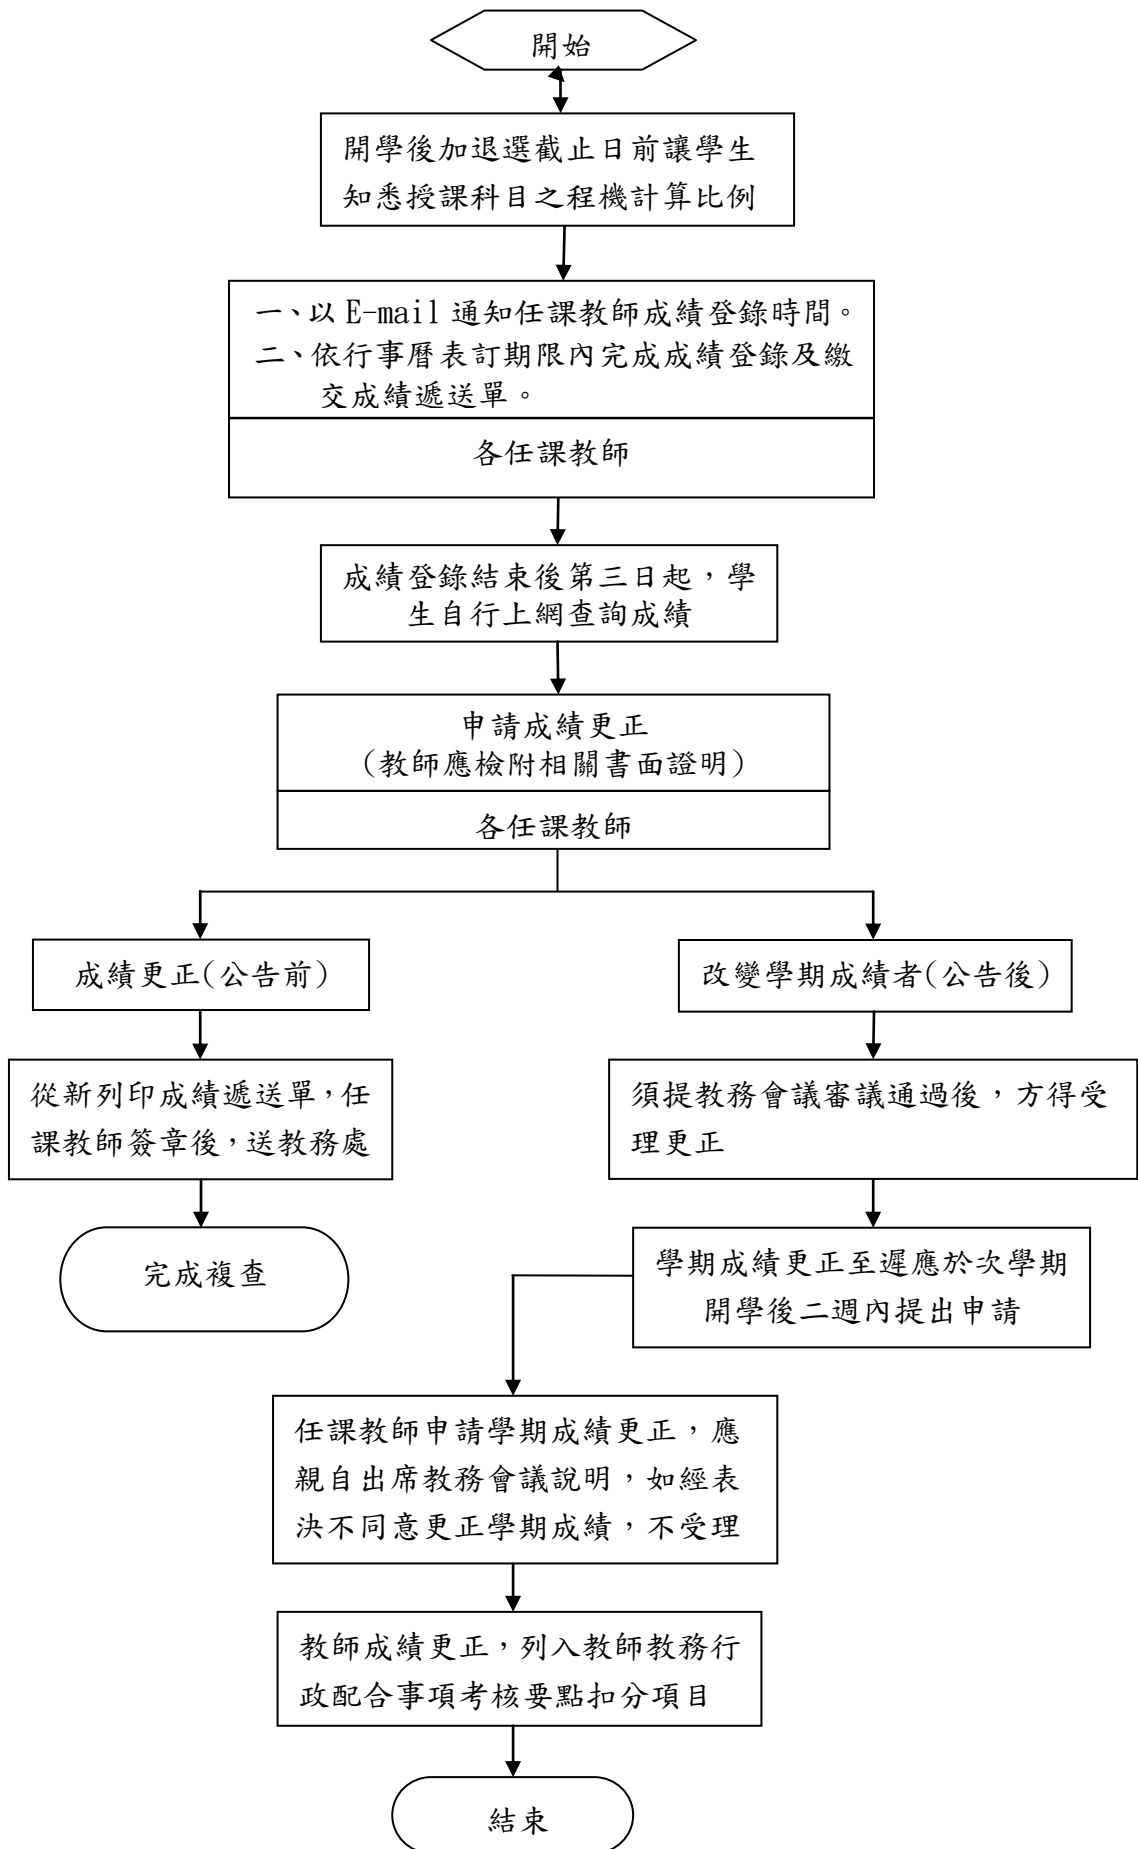 開始
開學後加退選截止日前讓學生
知悉授課科目之程機計算比例
一、以 E-mail 通知任課教師成績登錄時間。
二、依行事曆表訂期限內完成成績登錄及繳
交成績遞送單。
各任課教師
成績登錄結束後第三日起，學
生自行上網查詢成績
申請成績更正
(教師應檢附相關書面證明)
各任課教師
成績更正(公告前)
從新列印成績遞送單，任
課教師簽章後，送教務處
完成複查
改變學期成績者(公告後)
須提教務會議審議通過後，方得受
理更正
學期成績更正至遲應於次學期
開學後二週內提出申請
任課教師申請學期成績更正，應
親自出席教務會議說明，如經表
決不同意更正學期成績，不受理
教師成績更正，列入教師教務行
政配合事項考核要點扣分項目
結束